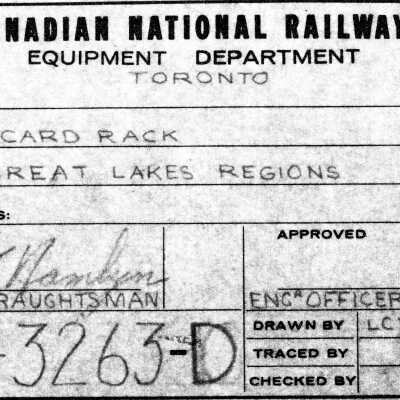 NADIAN NATIONAL RAILWAY
EQUIPMENT DEPARTMENT
TORONTO
CARD RACK
REAT LAKES REGIONS
S:
APPROVED
RAUGHTSMAN
ENGR OFFICER
-3263-D
DRAWN BY LC
TRACED BY
CHECKED BY